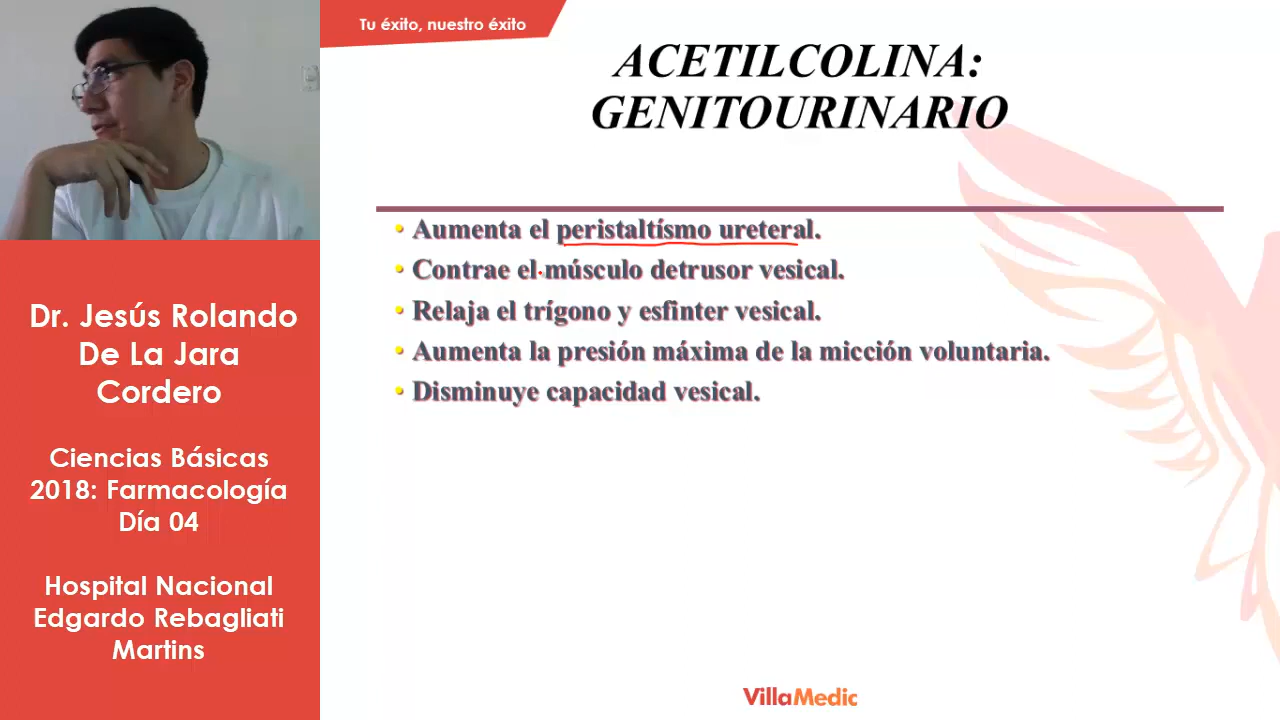 Tu éxito, nuestro éxito
ACETILCOLINA:
GENITOURINARIO
• Aumenta el peristaltísmo ureteral.
• Contrae el músculo detrusor vesical.
• Relaja el trígono y esfinter vesical.
• Aumenta la presión máxima de la micción voluntaria.
• Disminuye capacidad vesical.
Dr. Jesús Rolando
De La Jara
Cordero
Ciencias Básicas
2018: Farmacología
Día 04
Hospital Nacional
Edgardo Rebagliati
Martins
VillaMedic